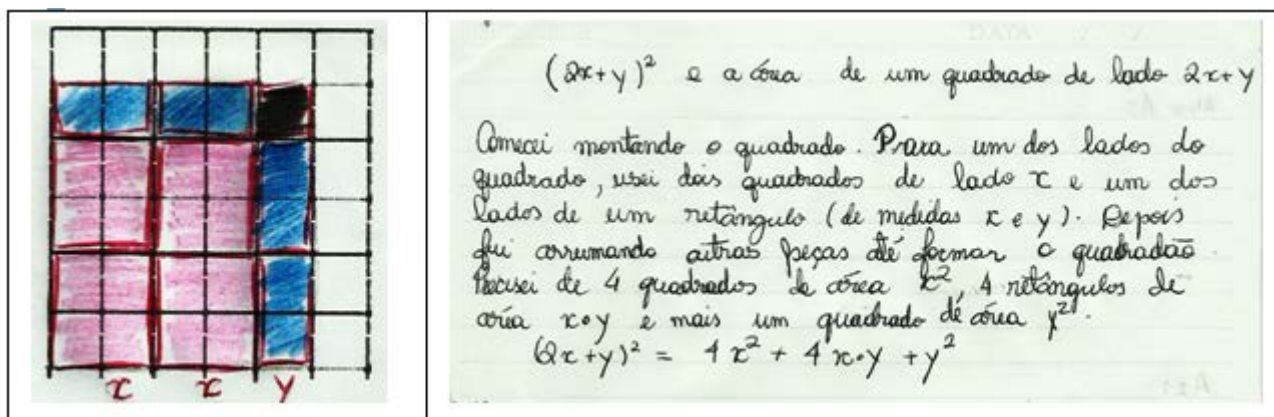 x x y
(2x+y)² e a área de um quadrado de lado 2x+y
Comecei montando o quadrado. Para um dos lados do
quadrado, usei dois quadrados de lado x e um dos
lados de um retângulo (de medidas x e y). Depois
fui arrumando outras peças até formar o quadradão.
Precisei de 4 quadrados de área x², 4 retângulos de
área x•y e mais um quadrado de área y².
(2x+y)² = 4x² + 4x•y + y²